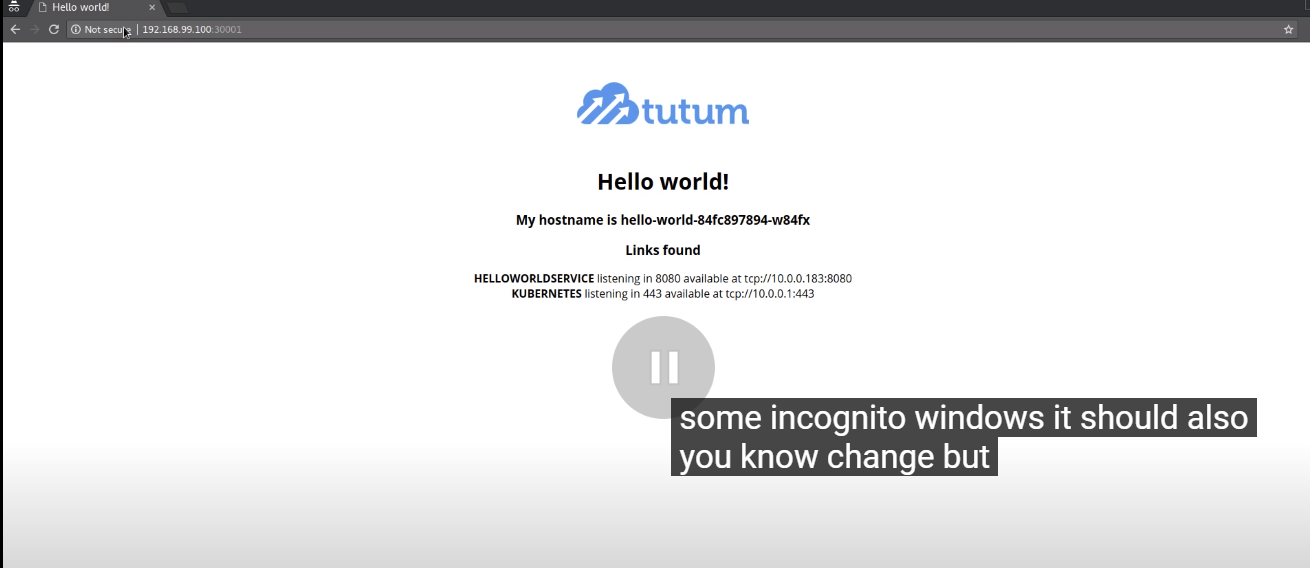 Hello world!
Not secure | 192.168.99.100:30001
tutum
Hello world!
My hostname is hello-world-84fc897894-w84fx
Links found
HELLOWORLDSERVICE listening in 8080 available at tcp://10.0.0.183:8080
KUBERNETES listening in 443 available at tcp://10.0.0.1:443
some incognito windows it should also
you know change but